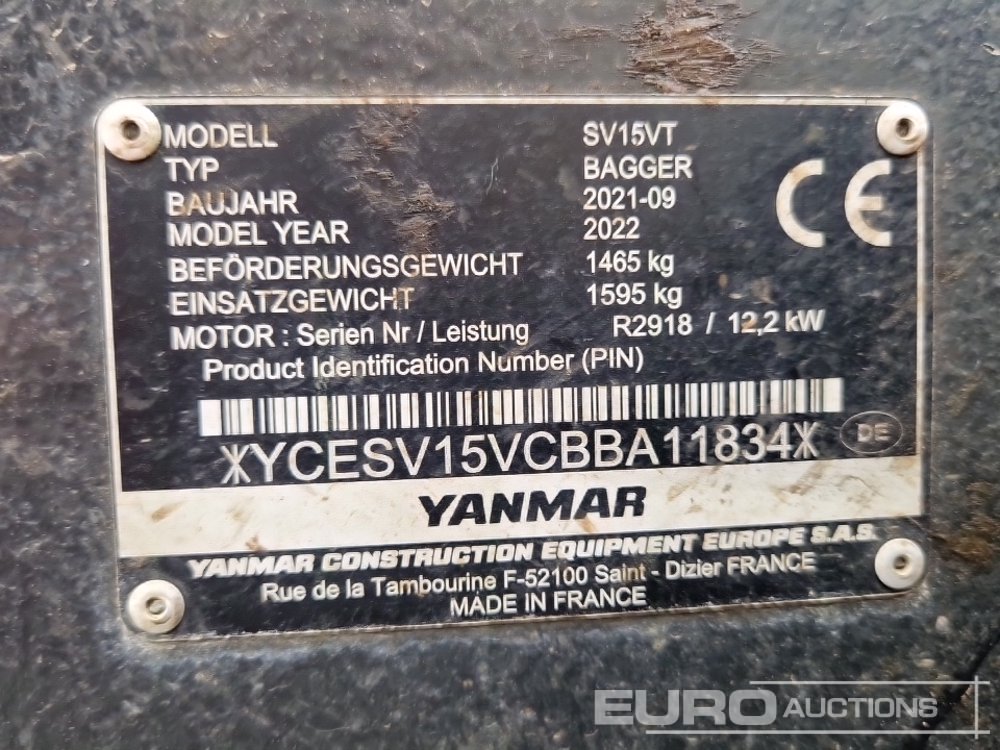 MODELL SV15VT
TYP BAGGER
BAUJAHR 2021-09
MODEL YEAR 2022
BEFÖRDERUNGSGEWICHT 1465 kg
EINSATZGEWICHT 1595 kg
MOTOR : Serien Nr / Leistung R2918 / 12,2 kW
Product Identification Number (PIN)
CE
ӁYCESV15VCBBA11834Ӂ
DE
YANMAR
YANMAR CONSTRUCTION EQUIPMENT EUROPE S.A.S.
Rue de la Tambourine F-52100 Saint - Dizier FRANCE
MADE IN FRANCE
EURO AUCTIONS